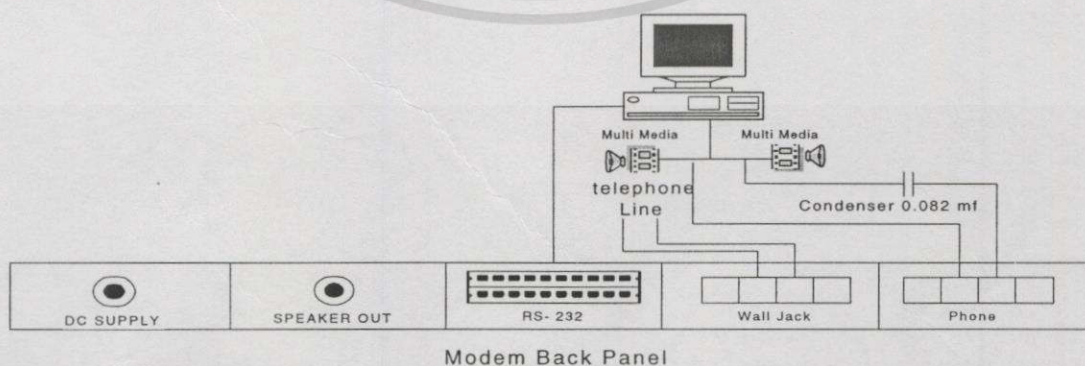 Multi Media Multi Media
telephone
Line
Condenser 0.082 mf
DC SUPPLY SPEAKER OUT RS- 232 Wall Jack Phone
Modem Back Panel